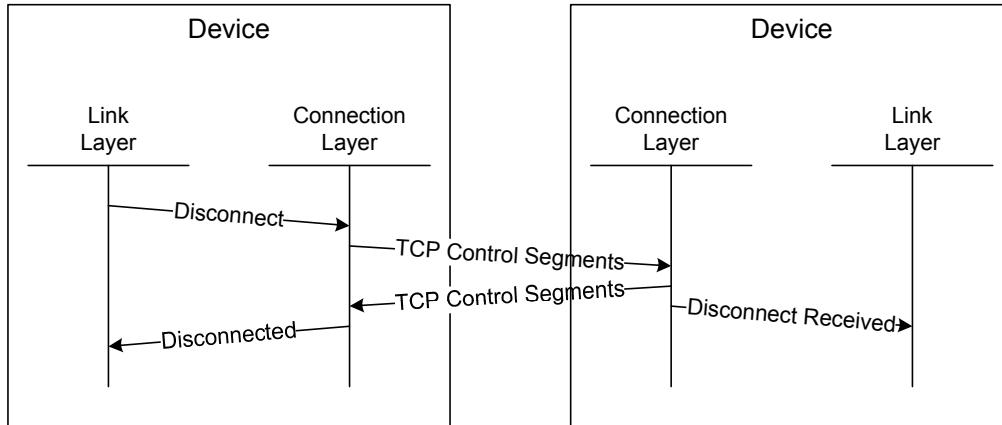 Device
Device
Link
Layer
Connection
Layer
Connection
Layer
Link
Layer
Disconnect
TCP Control Segments
TCP Control Segments
Disconnect Received
Disconnected